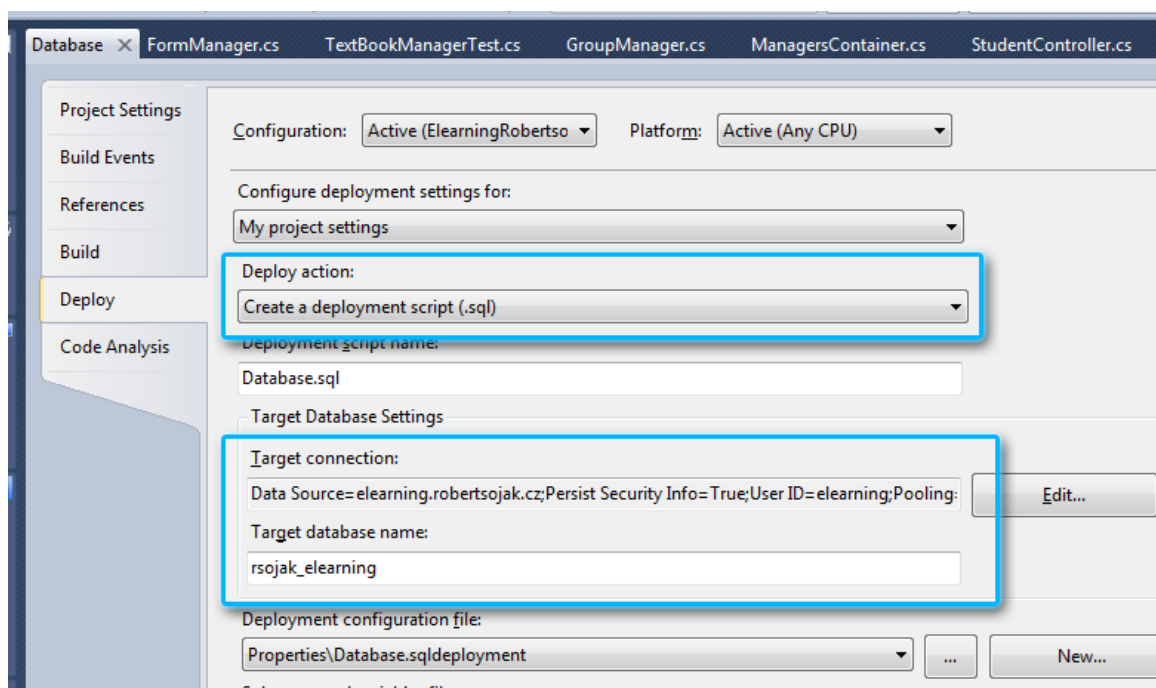 Database FormManager.cs TextBookManagerTest.cs GroupManager.cs ManagersContainer.cs StudentController.cs
Project Settings
Build Events
References
Build
Deploy
Code Analysis
Configuration: Active (ElearningRobertso Platform: Active (Any CPU)
Configure deployment settings for:
My project settings
Deploy action:
Create a deployment script (.sql)
Deployment script name:
Database.sql
Target Database Settings
Target connection:
Data Source=elearning.robertsojak.cz;Persist Security Info=True;User ID=elearning;Pooling= Edit...
Target database name:
rsojak_elearning
Deployment configuration file:
Properties\Database.sqldeployment ... New...